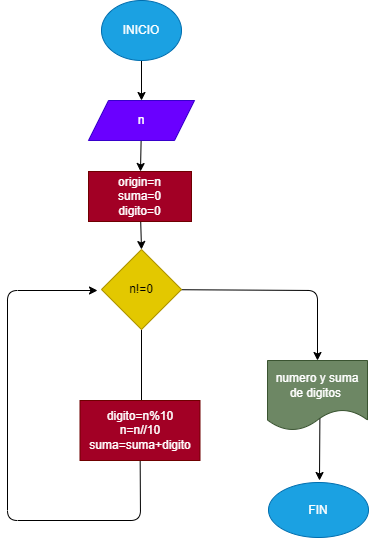 INICIO
n
origin=n
suma=0
digito=0
n!=0
digito=n%10
n=n//10
suma=suma+digito
numero y suma
de digitos
FIN